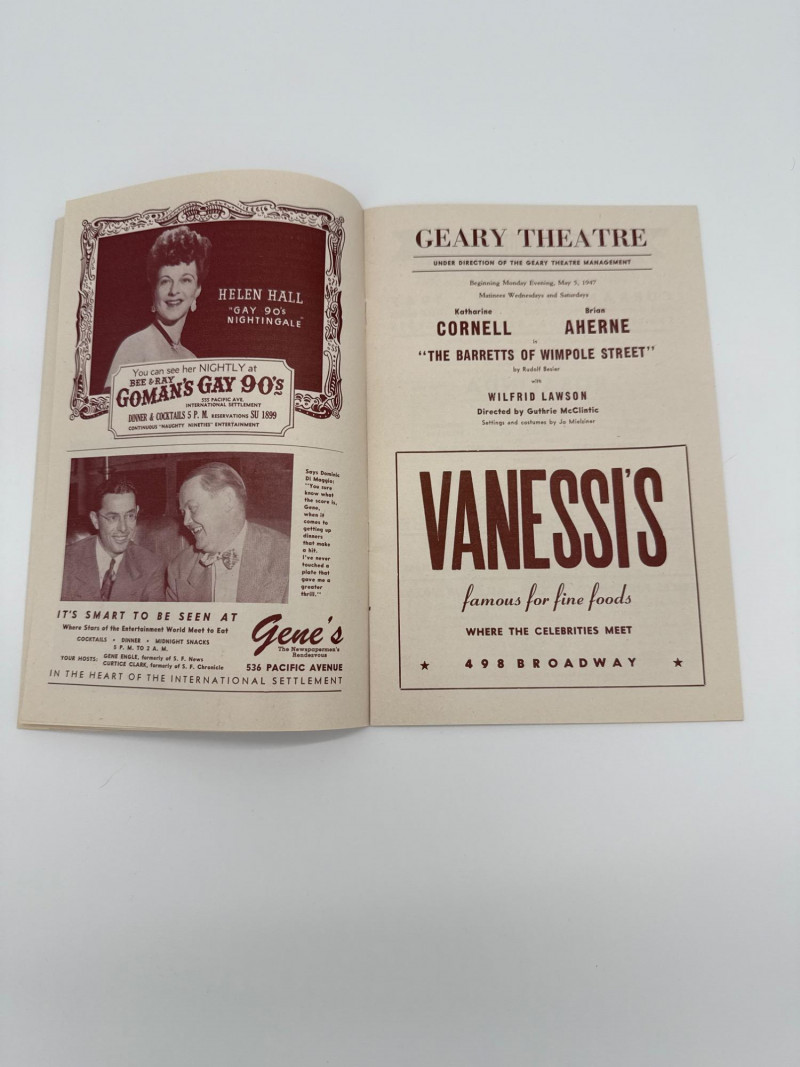 HELEN HALL
"GAY 90's
NIGHTINGALE"
You can see her NIGHTLY at
BEE & RAY
GOMAN'S GAY 90's
555 PACIFIC AVE.
INTERNATIONAL SETTLEMENT
DINNER & COCKTAILS 5 P. M. RESERVATIONS SU 1899
CONTINUOUS "NAUGHTY NINETIES" ENTERTAINMENT
Says Dominic
Di Maggio:
"You sure
know what
the score is,
Gene,
when it
comes to
getting up
dinners
that make
a hit.
I've never
touched a
plate that
gave me a
greater
thrill."
IT'S SMART TO BE SEEN AT
Where Stars of the Entertainment World Meet to Eat
COCKTAILS • DINNER • MIDNIGHT SNACKS
5 P. M. TO 2 A. M.
YOUR HOSTS: GENE ENGLE, formerly of S. F. News
CURTICE CLARK, formerly of S. F. Chronicle
Gene's
The Newspapermen's
Rendezvous
536 PACIFIC AVENUE
IN THE HEART OF THE INTERNATIONAL SETTLEMENT
GEARY THEATRE
UNDER DIRECTION OF THE GEARY THEATRE MANAGEMENT
Beginning Monday Evening, May 5, 1947
Matinees Wednesdays and Saturdays
Katharine Brian
CORNELL AHERNE
in
"THE BARRETTS OF WIMPOLE STREET"
by Rudolf Besier
with
WILFRID LAWSON
Directed by Guthrie McClintic
Settings and costumes by Jo Mielziner
VANESSI'S
famous for fine foods
WHERE THE CELEBRITIES MEET
★ 498 BROADWAY ★